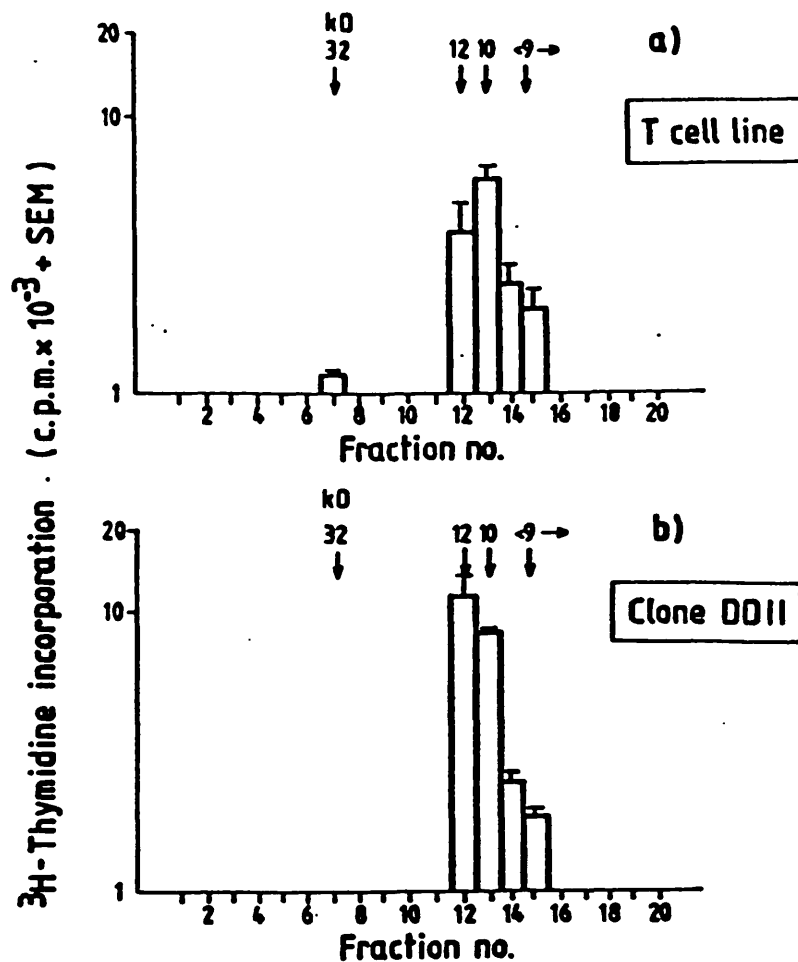 ³H-Thymidine incorporation . (c.p.m. x 10⁻³ + SEM)
a)
kD
32 12 10 <9 →
T cell line
20
10
1
2 4 6 8 10 12 14 16 18 20
Fraction no.
b)
kD
32 12 10 <9 →
Clone DO11
20
10
1
2 4 6 8 10 12 14 16 18 20
Fraction no.